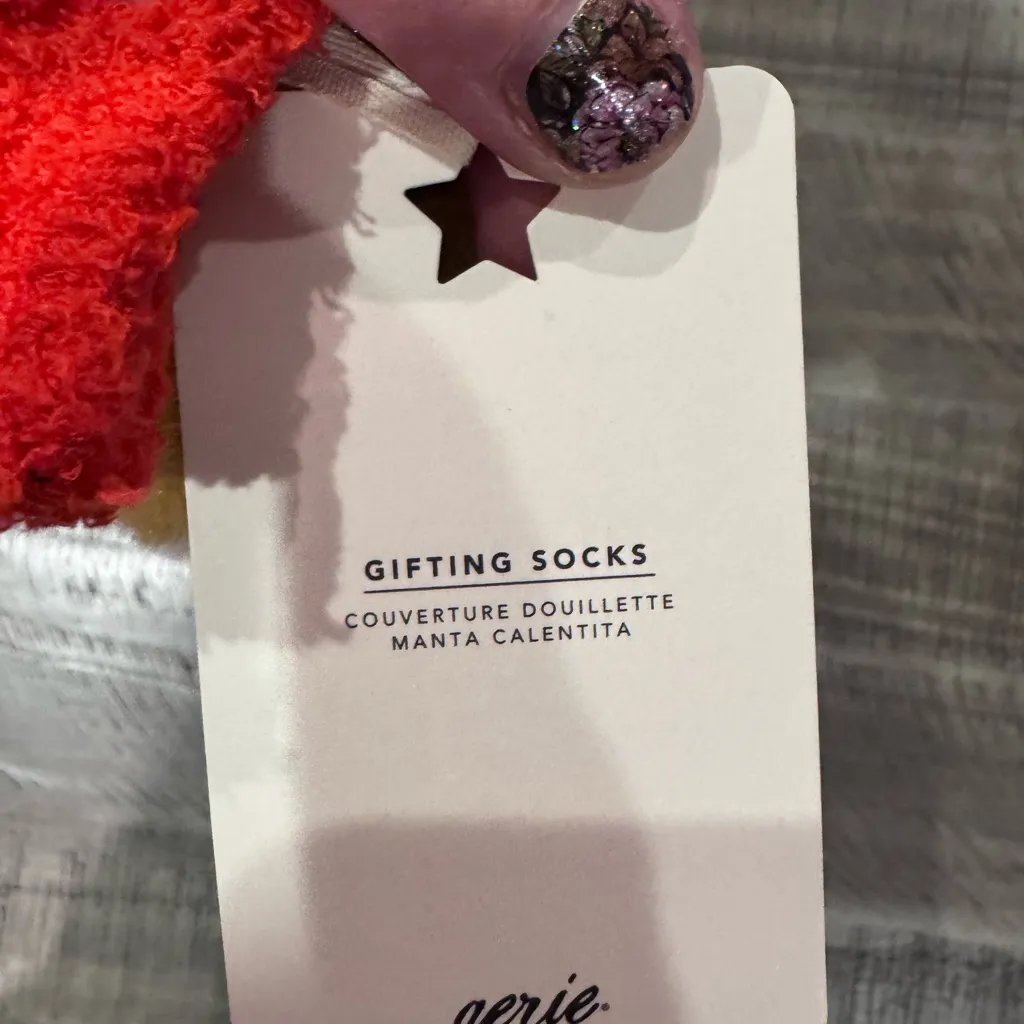 GIFTING SOCKS
COUVERTURE DOUILLETTE
MANTA CALENTITA
aerie